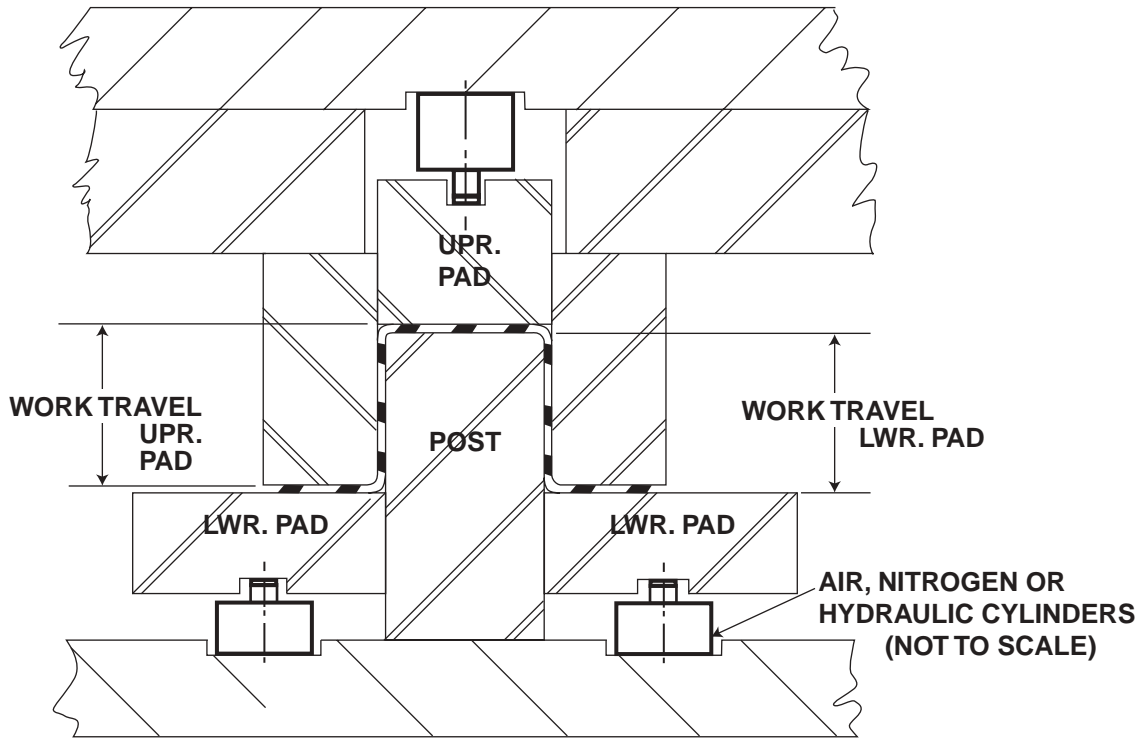 UPR.
PAD
WORK TRAVEL
UPR.
PAD
POST
WORK TRAVEL
LWR. PAD
LWR. PAD
LWR. PAD
AIR, NITROGEN OR
HYDRAULIC CYLINDERS
(NOT TO SCALE)